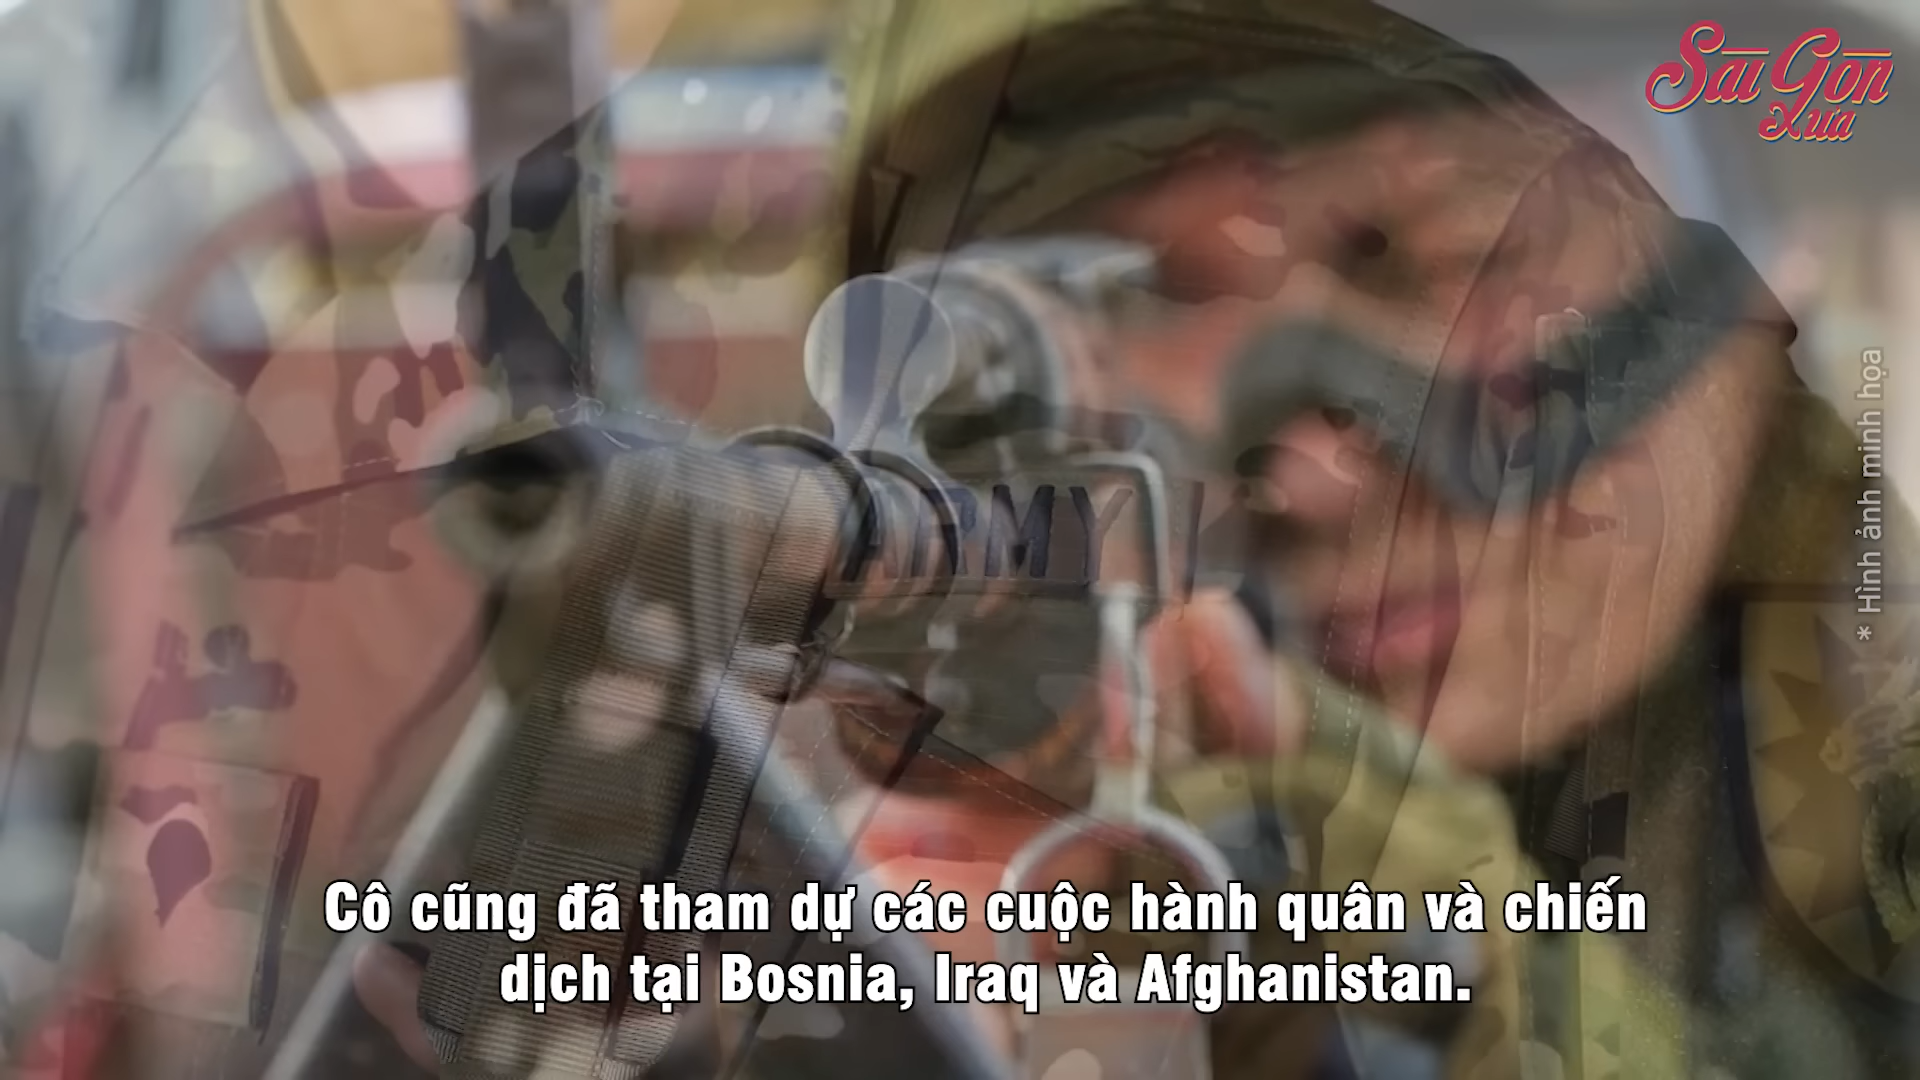 Sài Gòn
Xưa
* Hình ảnh minh họa
ARMY
Cô cũng đã tham dự các cuộc hành quân và chiến
dịch tại Bosnia, Iraq và Afghanistan.